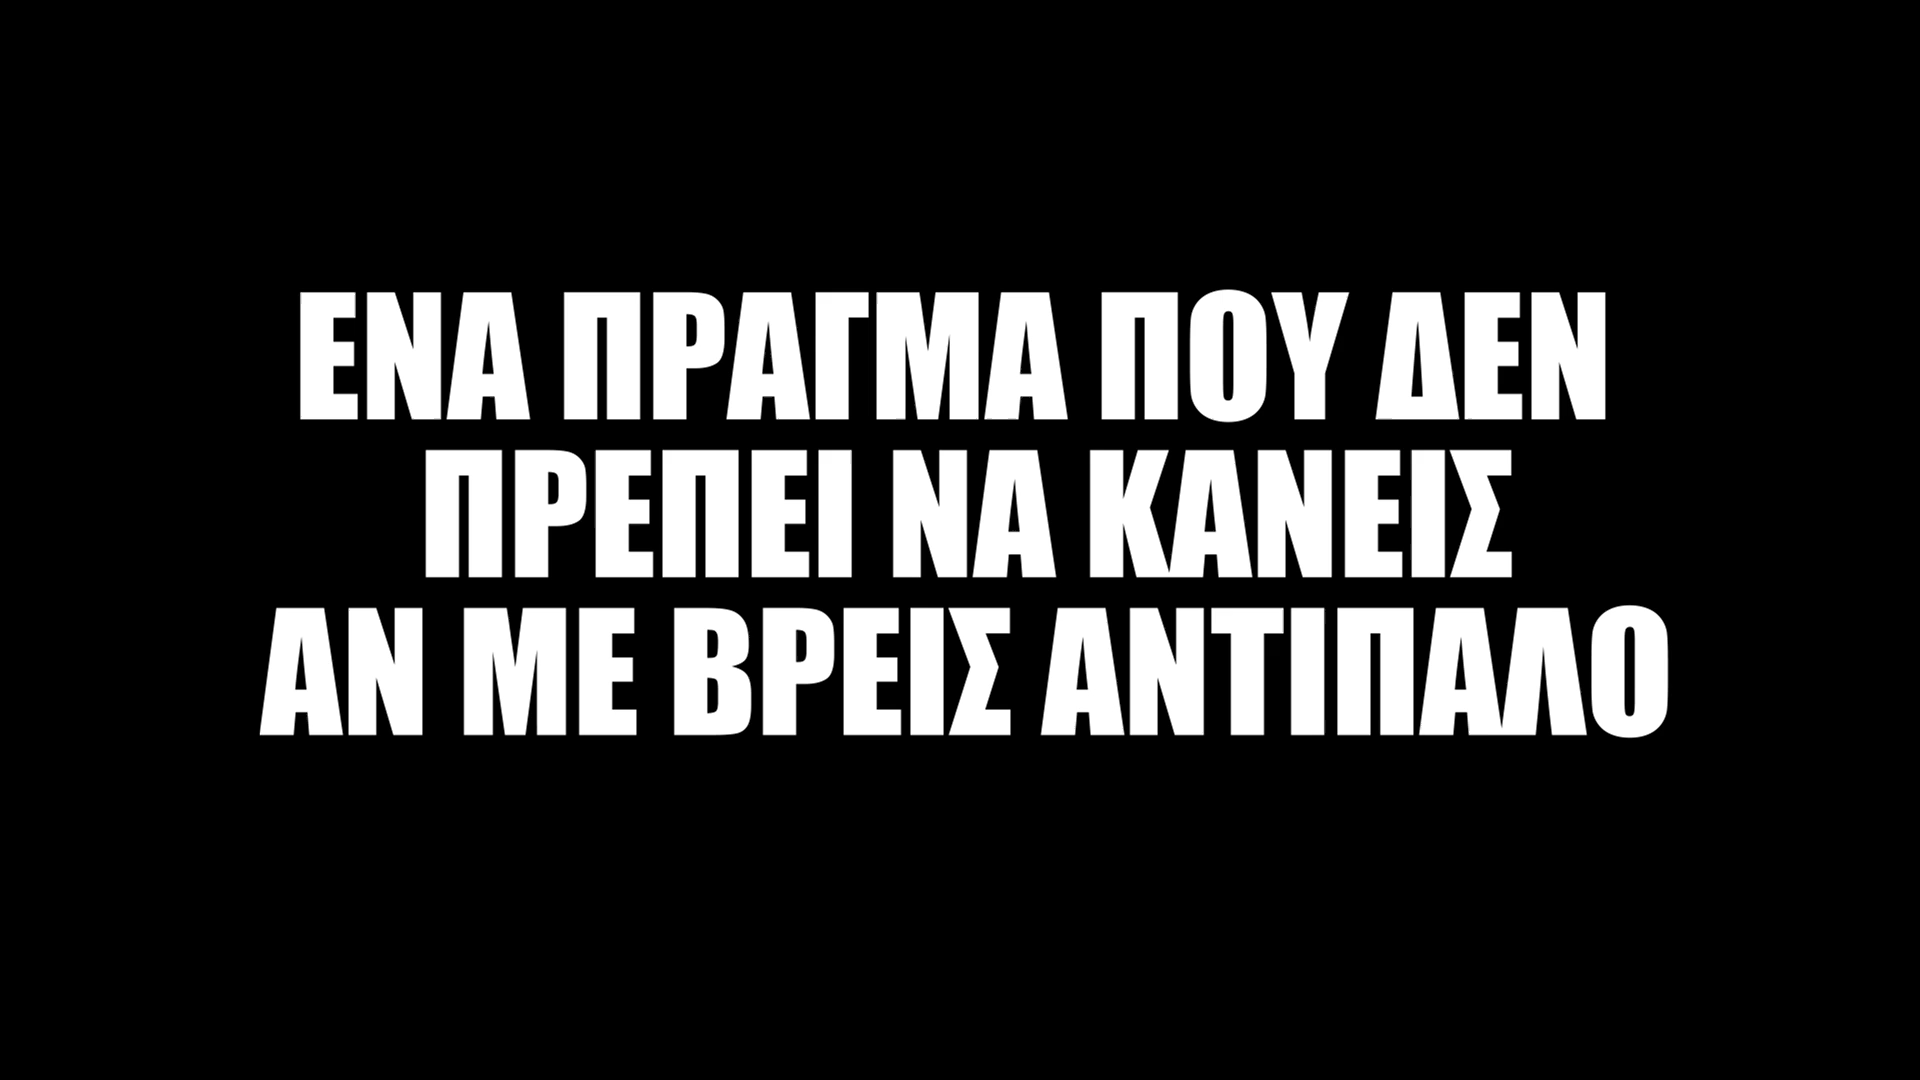 ΕΝΑ ΠΡΑΓΜΑ ΠΟΥ ΔΕΝ
ΠΡΕΠΕΙ ΝΑ ΚΑΝΕΙΣ
ΑΝ ΜΕ ΒΡΕΙΣ ΑΝΤΙΠΑΛΟ